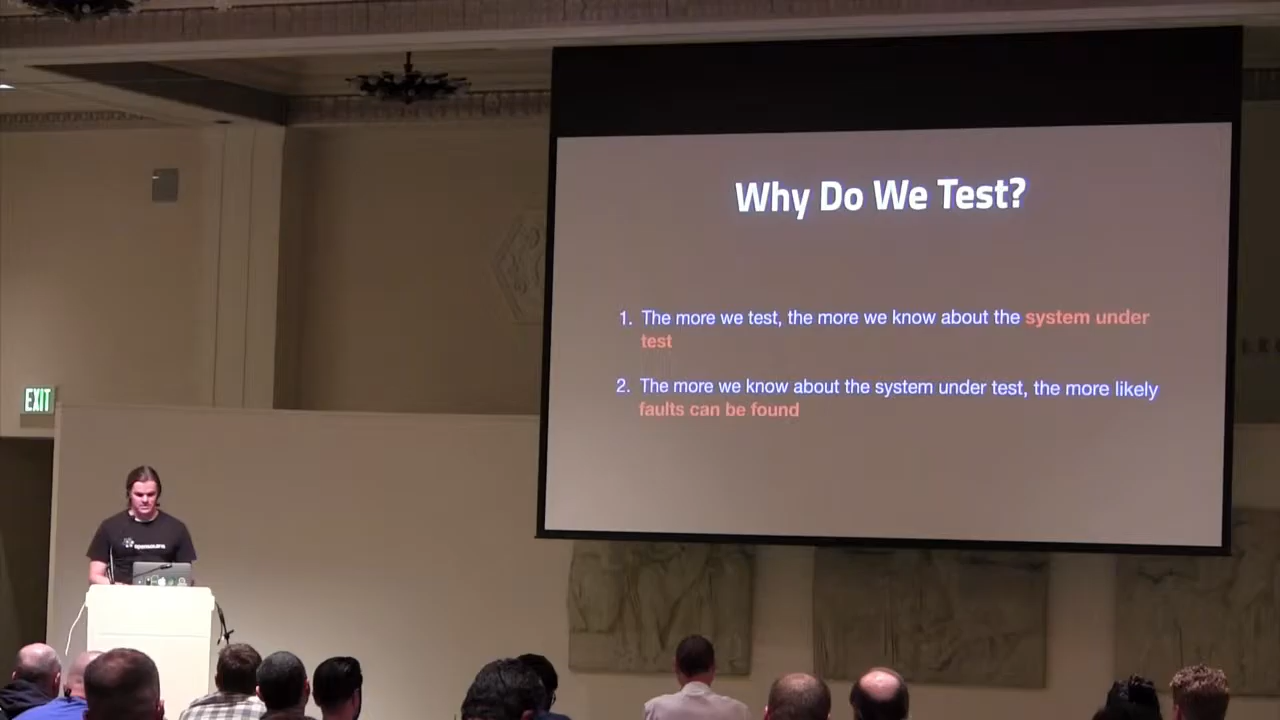 Why Do We Test?
1. The more we test, the more we know about the system under
test
2. The more we know about the system under test, the more likely
faults can be found
EXIT